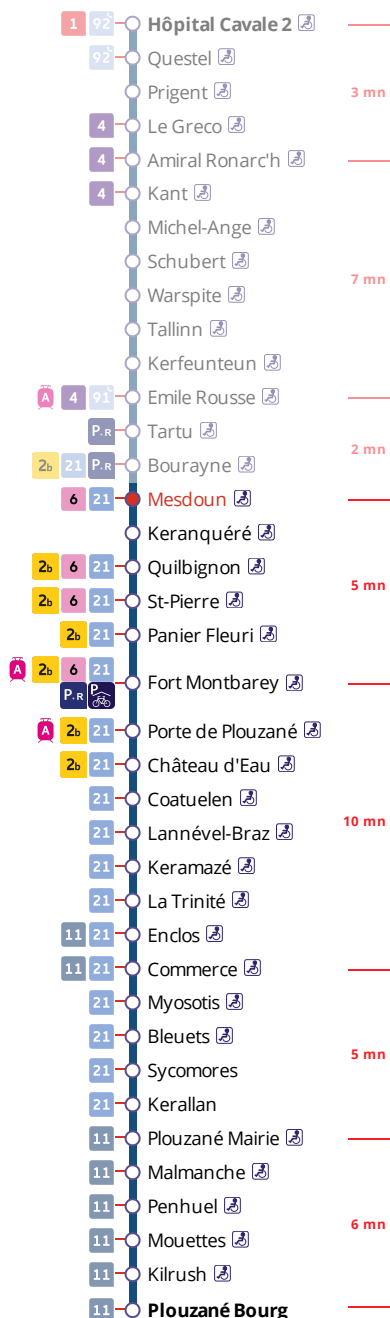 1 92 Hôpital Cavale 2
92 Questel
Prigent
3 mn
4 Le Greco
4 Amiral Ronarc'h
4 Kant
Michel-Ange
Schubert
7 mn
Warspite
Tallinn
Kerfeunteun
A 4 91 Emile Rousse
P+R Tartu
2 mn
2b 21 P+R Bourayne
6 21 Mesdoun
Keranquéré
2b 6 21 Quilbignon
5 mn
2b 6 21 St-Pierre
2b 21 Panier Fleuri
A 2b 6 21
P+R P Fort Montbarey
A 2b 21 Porte de Plouzané
2b 21 Château d'Eau
21 Coatuelen
10 mn
21 Lannével-Braz
21 Keramazé
21 La Trinité
11 21 Enclos
11 21 Commerce
21 Myosotis
21 Bleuets
5 mn
21 Sycomores
21 Kerallan
11 Plouzané Mairie
11 Malmanche
11 Penhuel
6 mn
11 Mouettes
11 Kilrush
11 Plouzané Bourg